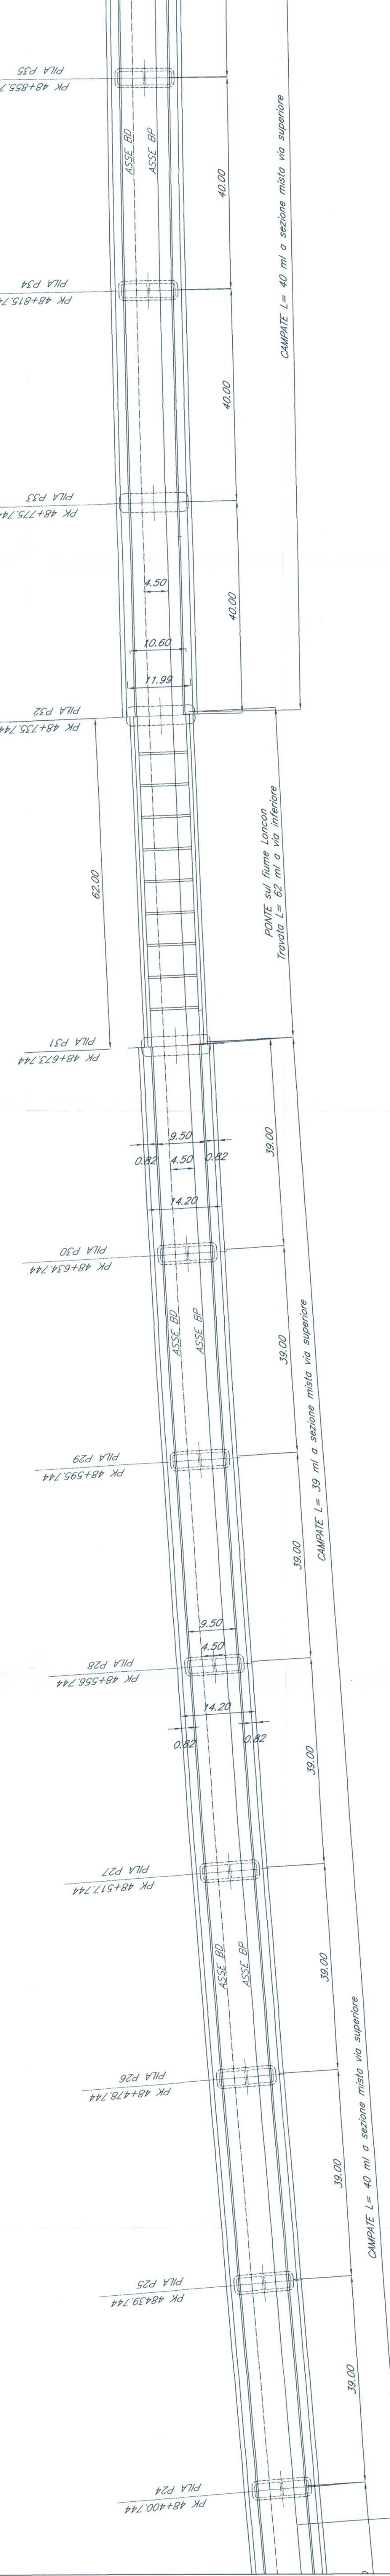 PILA P35
PK 48+855.7
ASSE BD
ASSE BP
40.00
CAMPATE L= 40 ml a sezione mista via superiore
PILA P34
PK 48+815.74
40.00
PILA P33
PK 48+775.744
4.50
40.00
10.60
11.99
PILA P32
PK 48+735.744
62.00
PONTE sul fiume Loncon
Travata L= 62 ml a via inferiore
PILA P31
PK 48+673.744
9.50
0.82 4.50 0.82
39.00
14.20
PILA P30
PK 48+634.744
ASSE BD
ASSE BP
39.00
CAMPATE L= 39 ml a sezione mista via superiore
PILA P29
PK 48+595.744
39.00
9.50
4.50
PILA P28
PK 48+556.744
14.20
0.82
0.82
39.00
PILA P27
PK 48+517.744
ASSE BD
ASSE BP
39.00
PILA P26
PK 48+478.744
CAMPATE L= 40 ml a sezione mista via superiore
39.00
PILA P25
PK 48439.744
39.00
PILA P24
PK 48+400.744